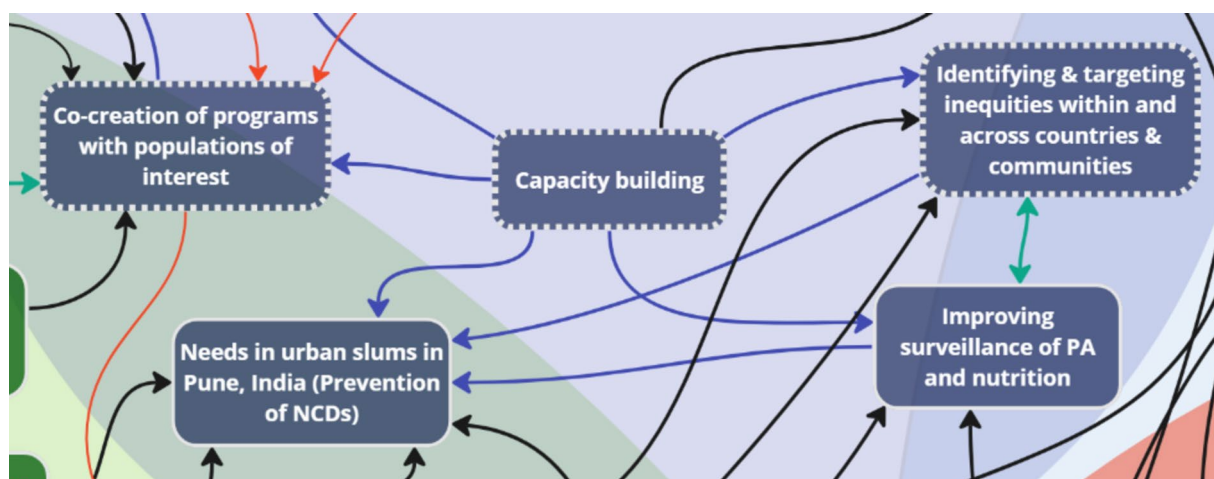 Co-creation of programs
with populations of
interest
Capacity building
Identifying & targeting
inequities within and
across countries &
communities
Needs in urban slums in
Pune, India (Prevention
of NCDs)
Improving
surveillance of PA
and nutrition